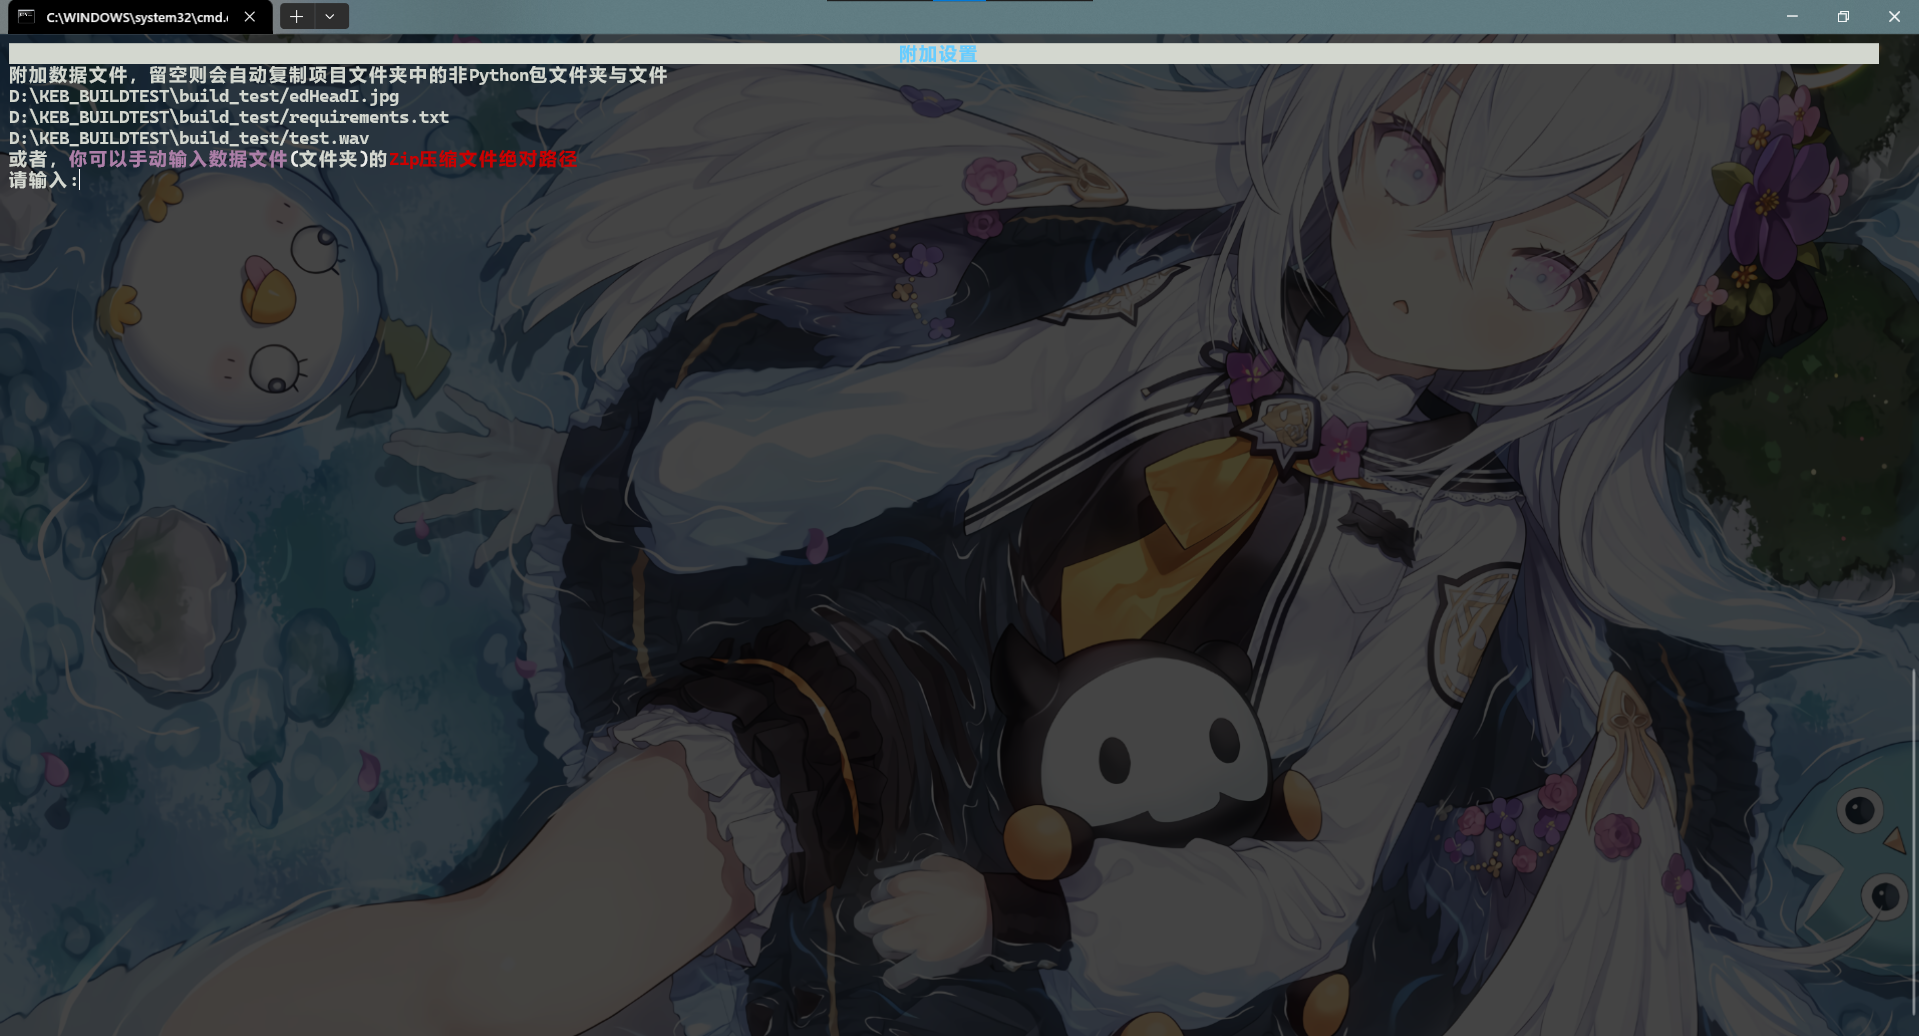 C:\WINDOWS\system32\cmd.
附加设置
附加数据文件，留空则会自动复制项目文件夹中的非Python包文件夹与文件
D:\KEB_BUILDTEST\build_test/edHeadI.jpg
D:\KEB_BUILDTEST\build_test/requirements.txt
D:\KEB_BUILDTEST\build_test/test.wav
或者，你可以手动输入数据文件(文件夹)的Zip压缩文件绝对路径
请输入: